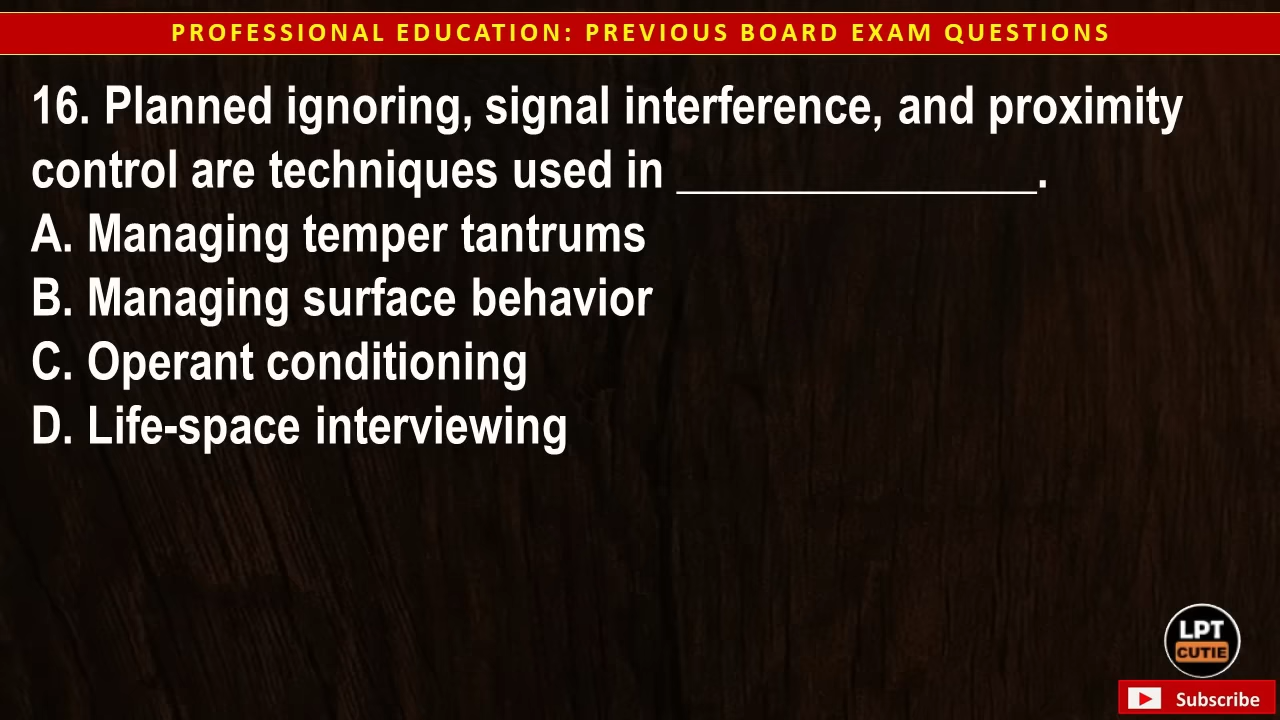 PROFESSIONAL EDUCATION: PREVIOUS BOARD EXAM QUESTIONS
16. Planned ignoring, signal interference, and proximity
control are techniques used in ______________.
A. Managing temper tantrums
B. Managing surface behavior
C. Operant conditioning
D. Life-space interviewing
LPT
CUTIE
Subscribe